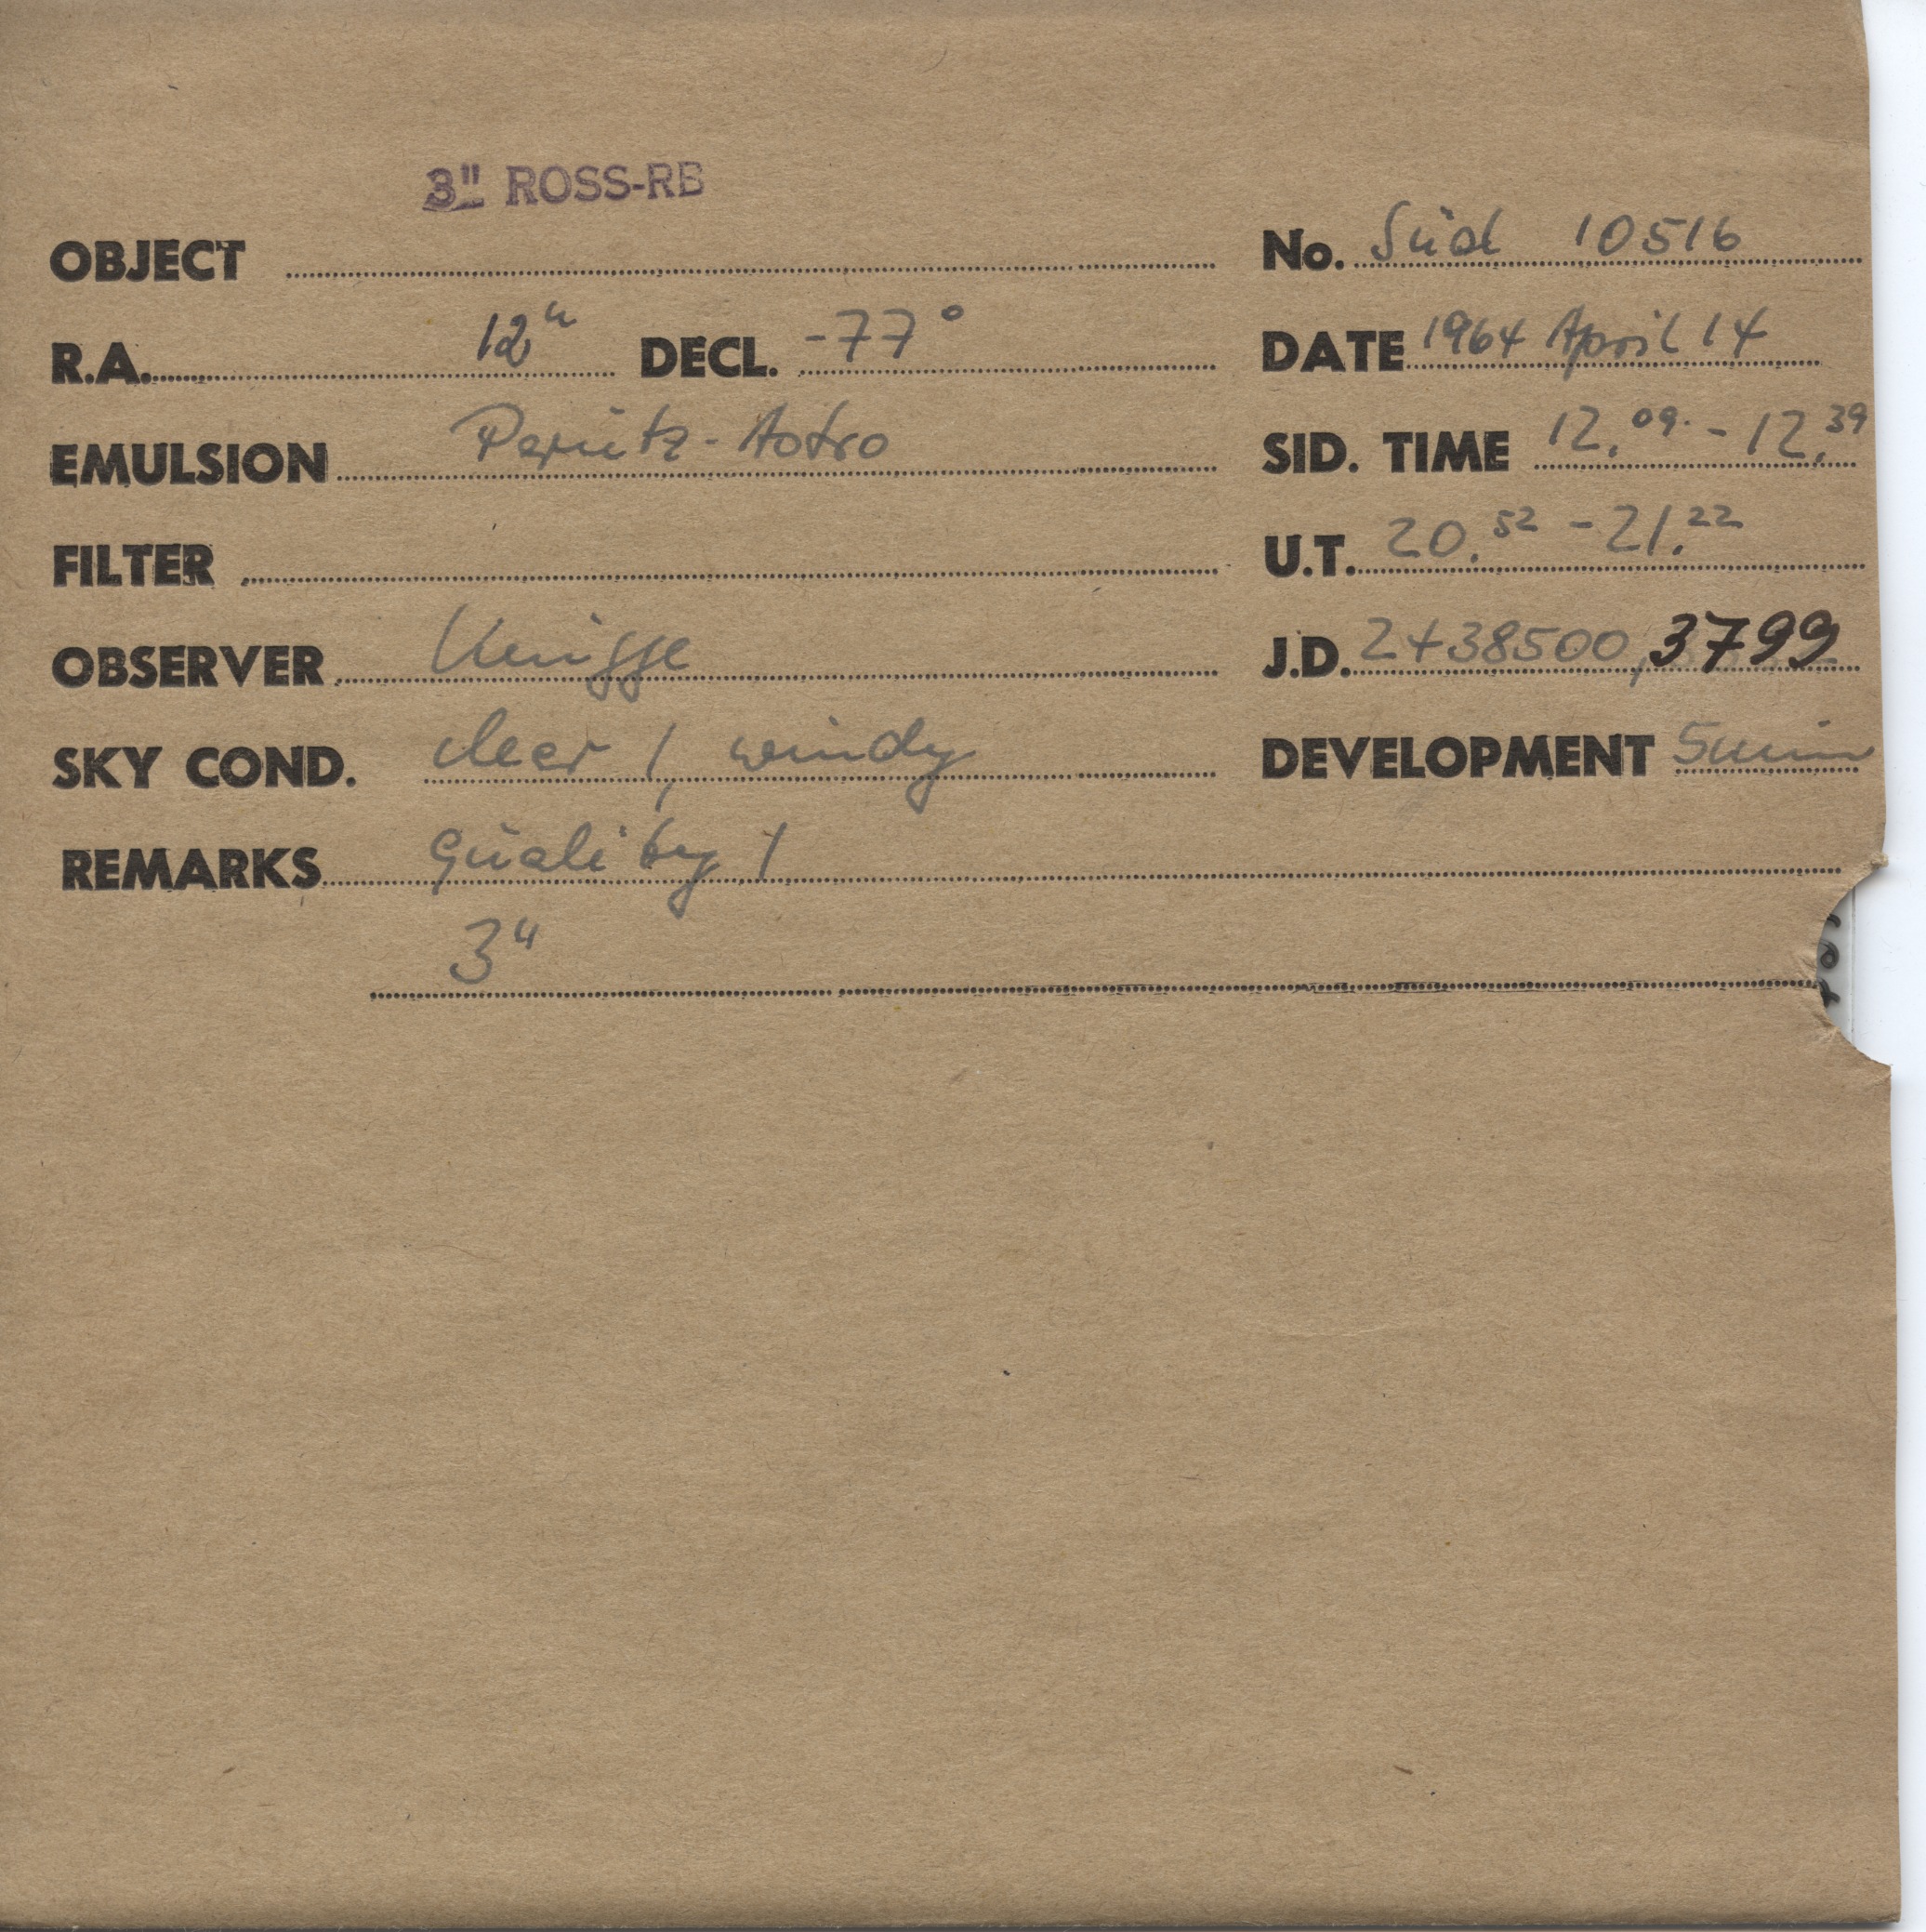 3" ROSS-RB
OBJECT No. Süd 10516
R.A. 12h DECL. -77° DATE 1964 April 14
EMULSION Perutz-Astro SID. TIME 12.09. - 12.39
FILTER U.T. 20.52 - 21.22
OBSERVER J.D. 2438500,3799
SKY COND. clear 1, windy DEVELOPMENT 5min
REMARKS Quality 1
3"